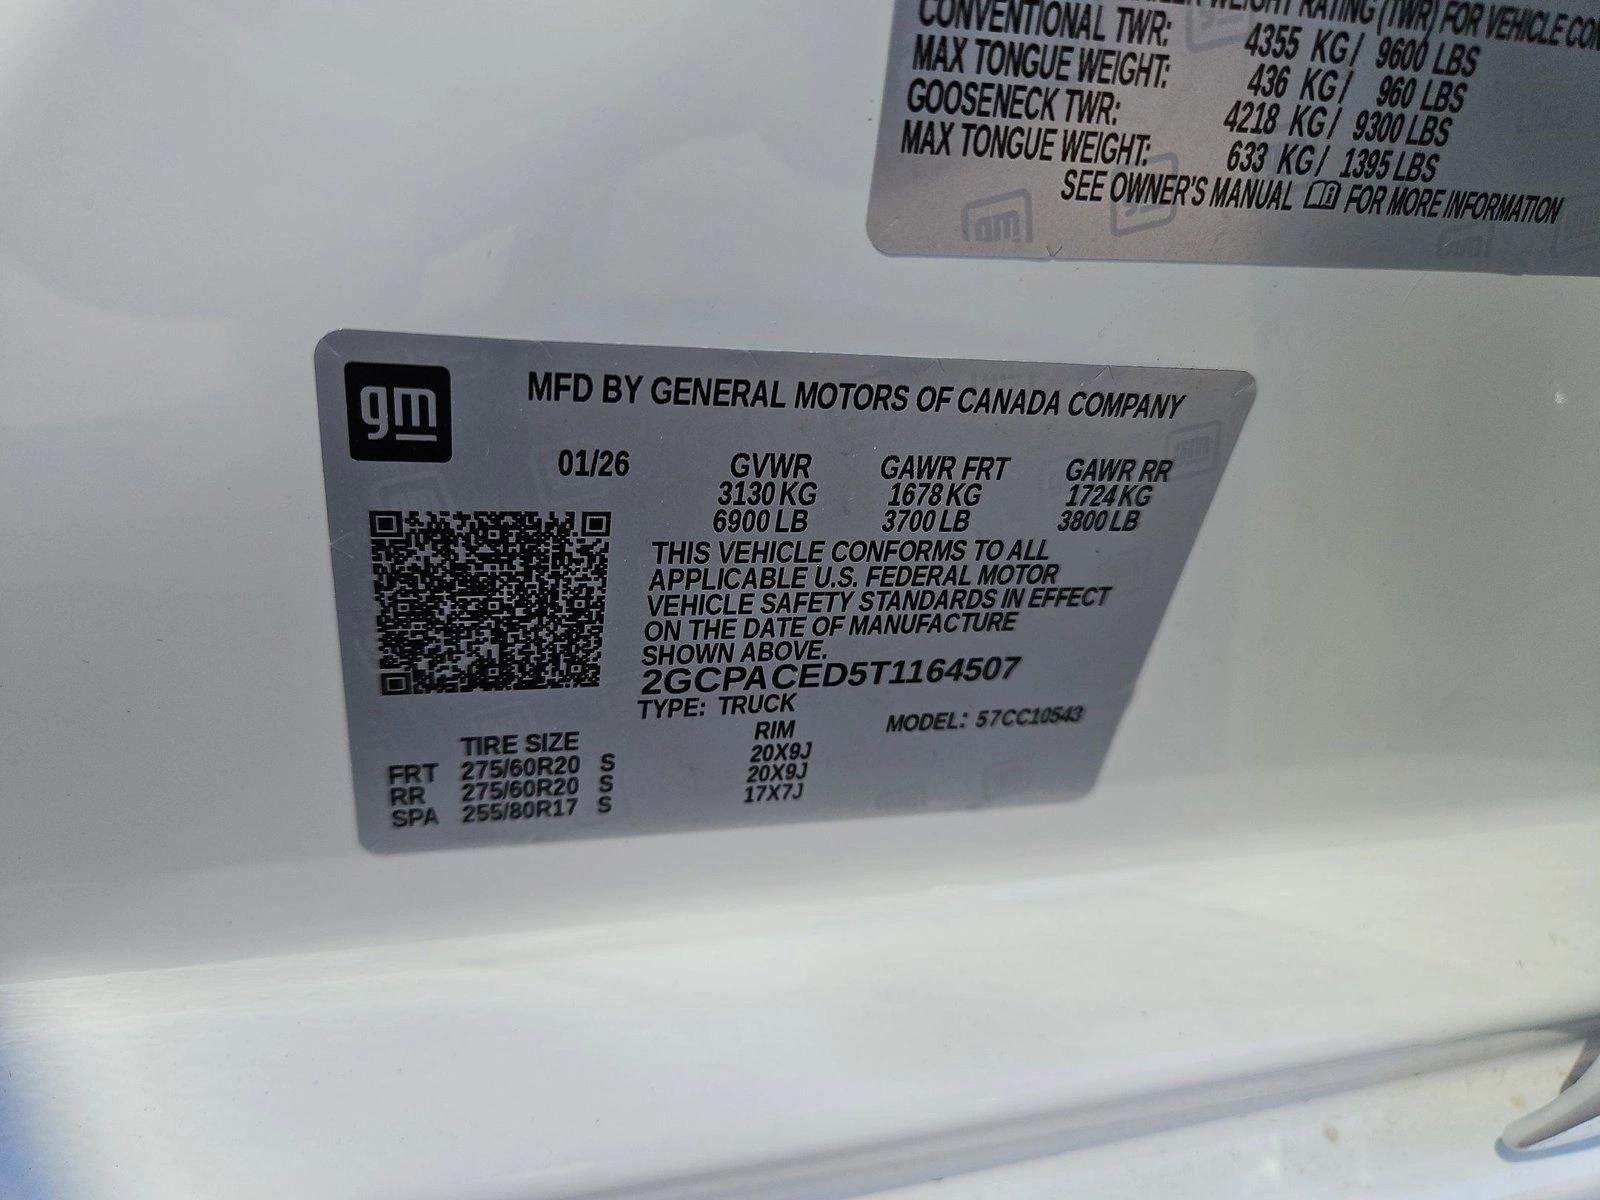 WEIGHT RATING (TWR) FOR VEHICLE
CONVENTIONAL TWR: 4355 KG/ 9600 LBS
MAX TONGUE WEIGHT: 436 KG/ 960 LBS
GOOSENECK TWR: 4218 KG/ 9300 LBS
MAX TONGUE WEIGHT: 633 KG/ 1395 LBS
SEE OWNER'S MANUAL FOR MORE INFORMATION
gm
MFD BY GENERAL MOTORS OF CANADA COMPANY
01/26 GVWR GAWR FRT GAWR RR
3130 KG 1678 KG 1724 KG
6900 LB 3700 LB 3800 LB
THIS VEHICLE CONFORMS TO ALL
APPLICABLE U.S. FEDERAL MOTOR
VEHICLE SAFETY STANDARDS IN EFFECT
ON THE DATE OF MANUFACTURE
SHOWN ABOVE.
2GCPACED5T1164507
TYPE: TRUCK MODEL: 57CC10543
TIRE SIZE RIM
FRT 275/60R20 S 20X9J
RR 275/60R20 S 20X9J
SPA 255/80R17 S 17X7J